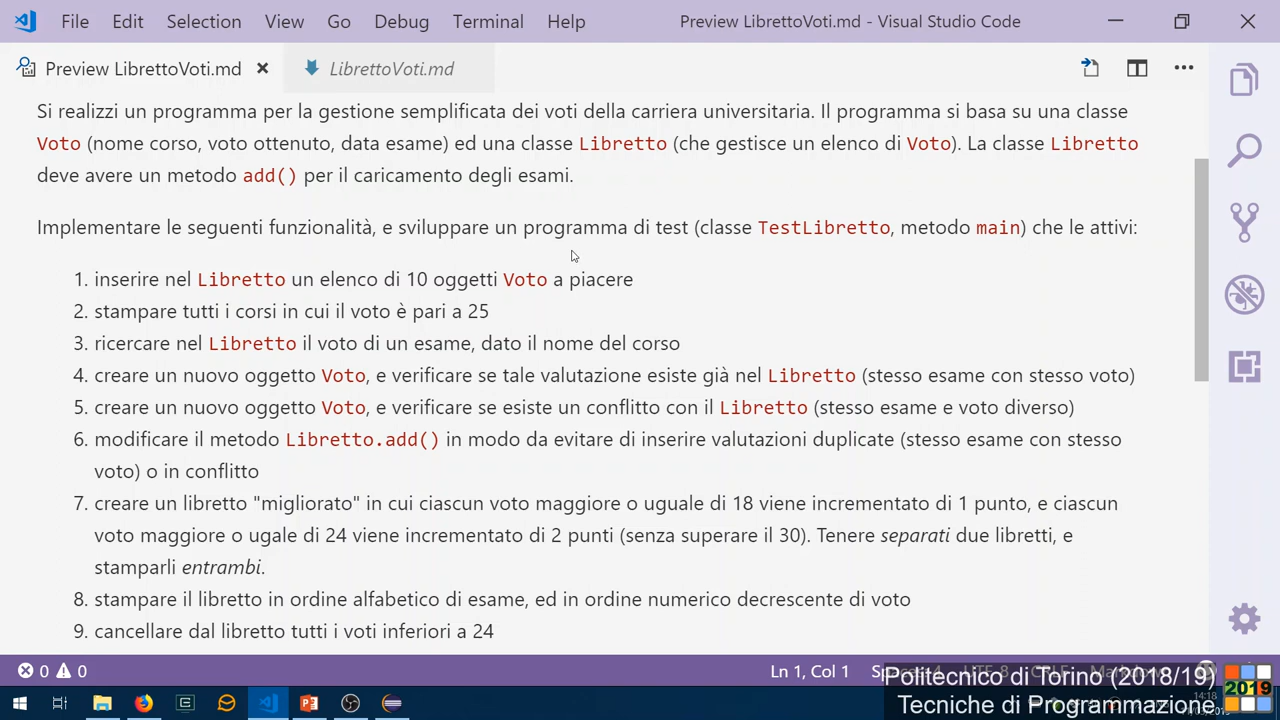 File Edit Selection View Go Debug Terminal Help Preview LibrettoVoti.md - Visual Studio Code
Preview LibrettoVoti.md LibrettoVoti.md
Si realizzi un programma per la gestione semplificata dei voti della carriera universitaria. Il programma si basa su una classe
Voto (nome corso, voto ottenuto, data esame) ed una classe Libretto (che gestisce un elenco di Voto). La classe Libretto
deve avere un metodo add() per il caricamento degli esami.
Implementare le seguenti funzionalità, e sviluppare un programma di test (classe TestLibretto, metodo main) che le attivi:
1. inserire nel Libretto un elenco di 10 oggetti Voto a piacere
2. stampare tutti i corsi in cui il voto è pari a 25
3. ricercare nel Libretto il voto di un esame, dato il nome del corso
4. creare un nuovo oggetto Voto, e verificare se tale valutazione esiste già nel Libretto (stesso esame con stesso voto)
5. creare un nuovo oggetto Voto, e verificare se esiste un conflitto con il Libretto (stesso esame e voto diverso)
6. modificare il metodo Libretto.add() in modo da evitare di inserire valutazioni duplicate (stesso esame con stesso
voto) o in conflitto
7. creare un libretto "migliorato" in cui ciascun voto maggiore o uguale di 18 viene incrementato di 1 punto, e ciascun
voto maggiore o ugale di 24 viene incrementato di 2 punti (senza superare il 30). Tenere separati due libretti, e
stamparli entrambi.
8. stampare il libretto in ordine alfabetico di esame, ed in ordine numerico decrescente di voto
9. cancellare dal libretto tutti i voti inferiori a 24
0 0 Ln 1, Col 1
Politecnico di Torino (2018/19)
Tecniche di Programmazione
2019
14:18